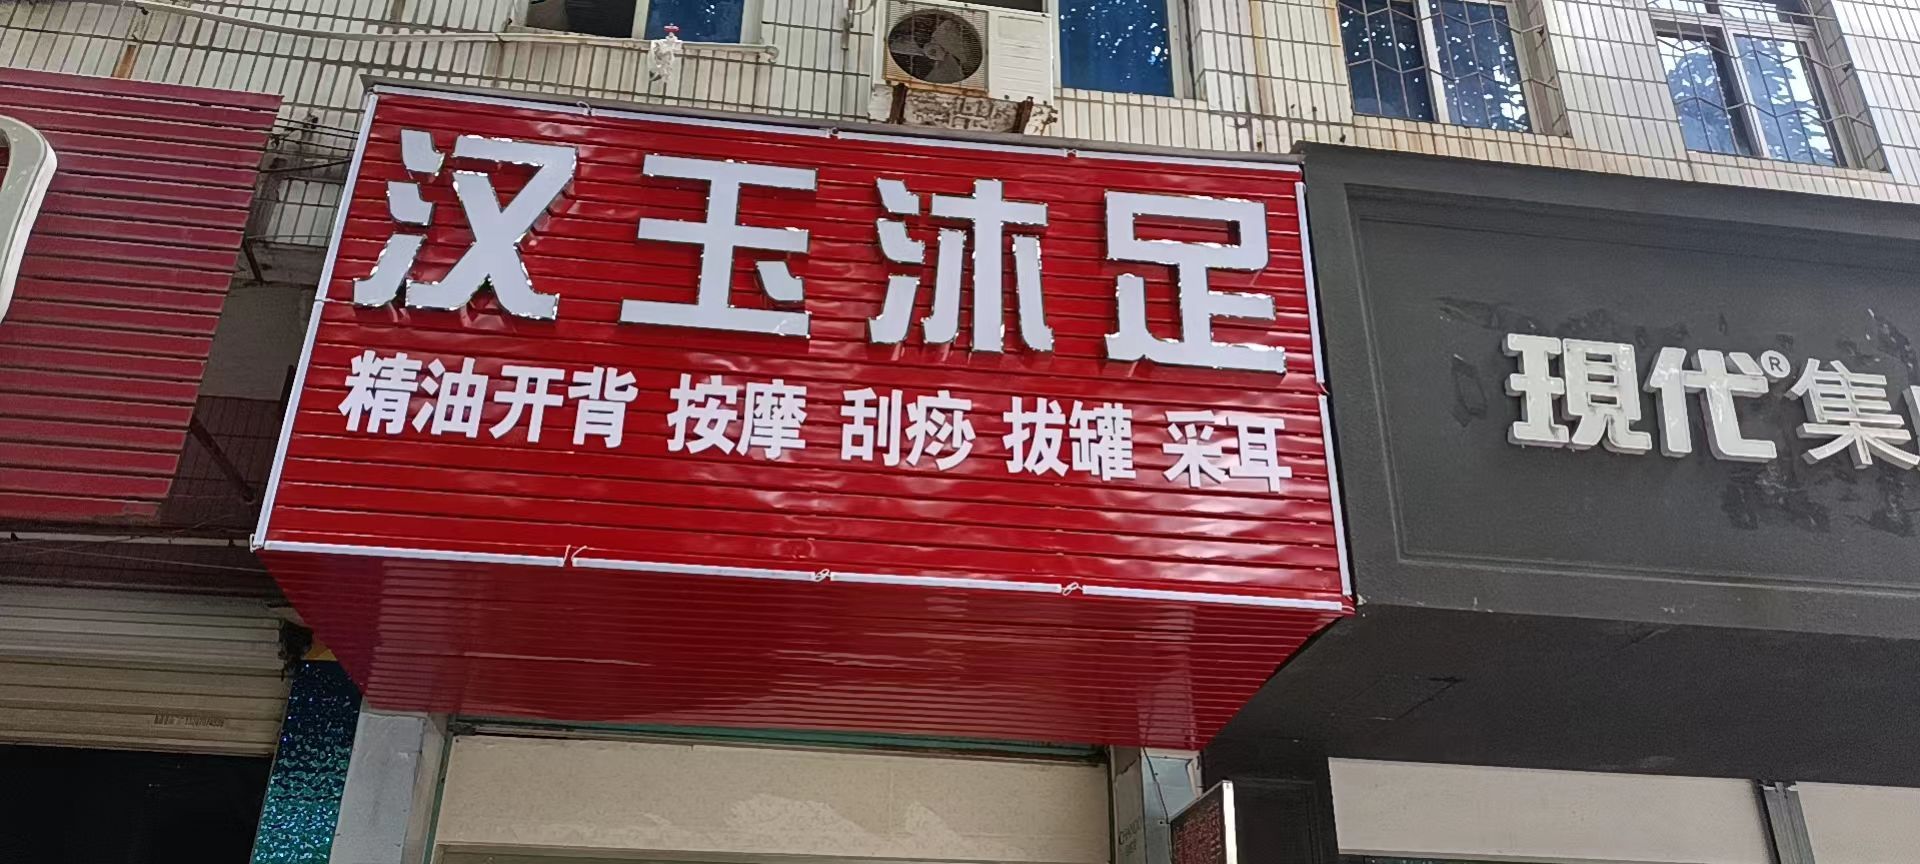 汉玉沐足
精油开背 按摩 刮痧 拔罐 采耳
現代®集